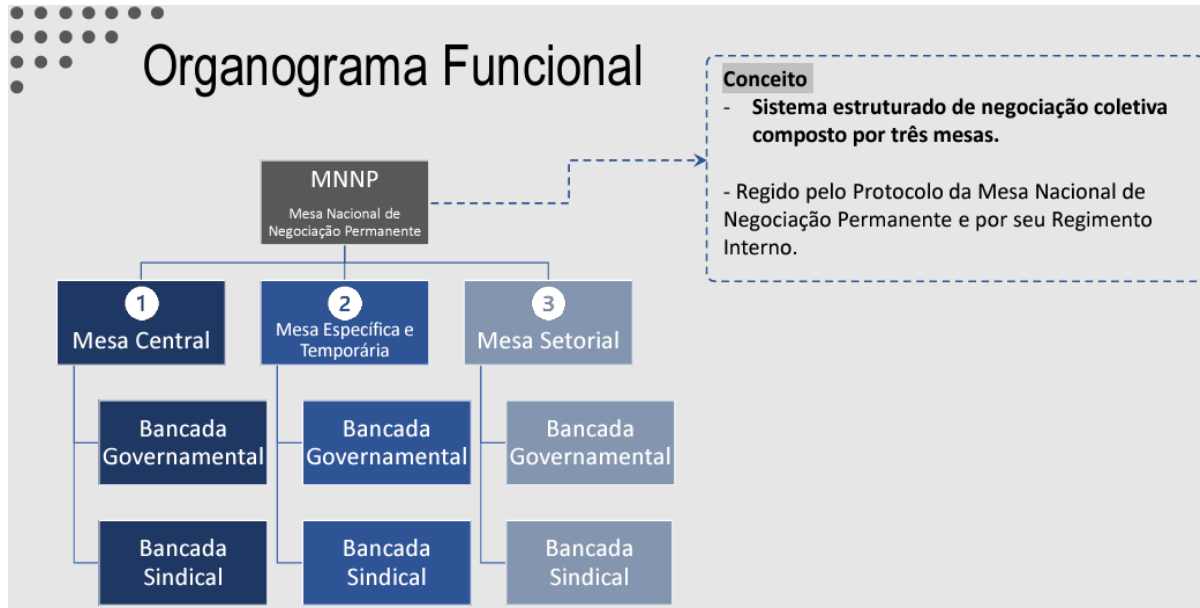 Organograma Funcional
Conceito
- Sistema estruturado de negociação coletiva
composto por três mesas.
- Regido pelo Protocolo da Mesa Nacional de
Negociação Permanente e por seu Regimento
Interno.
MNNP
Mesa Nacional de
Negociação Permanente
1
Mesa Central
2
Mesa Específica e
Temporária
3
Mesa Setorial
Bancada
Governamental
Bancada
Governamental
Bancada
Governamental
Bancada
Sindical
Bancada
Sindical
Bancada
Sindical